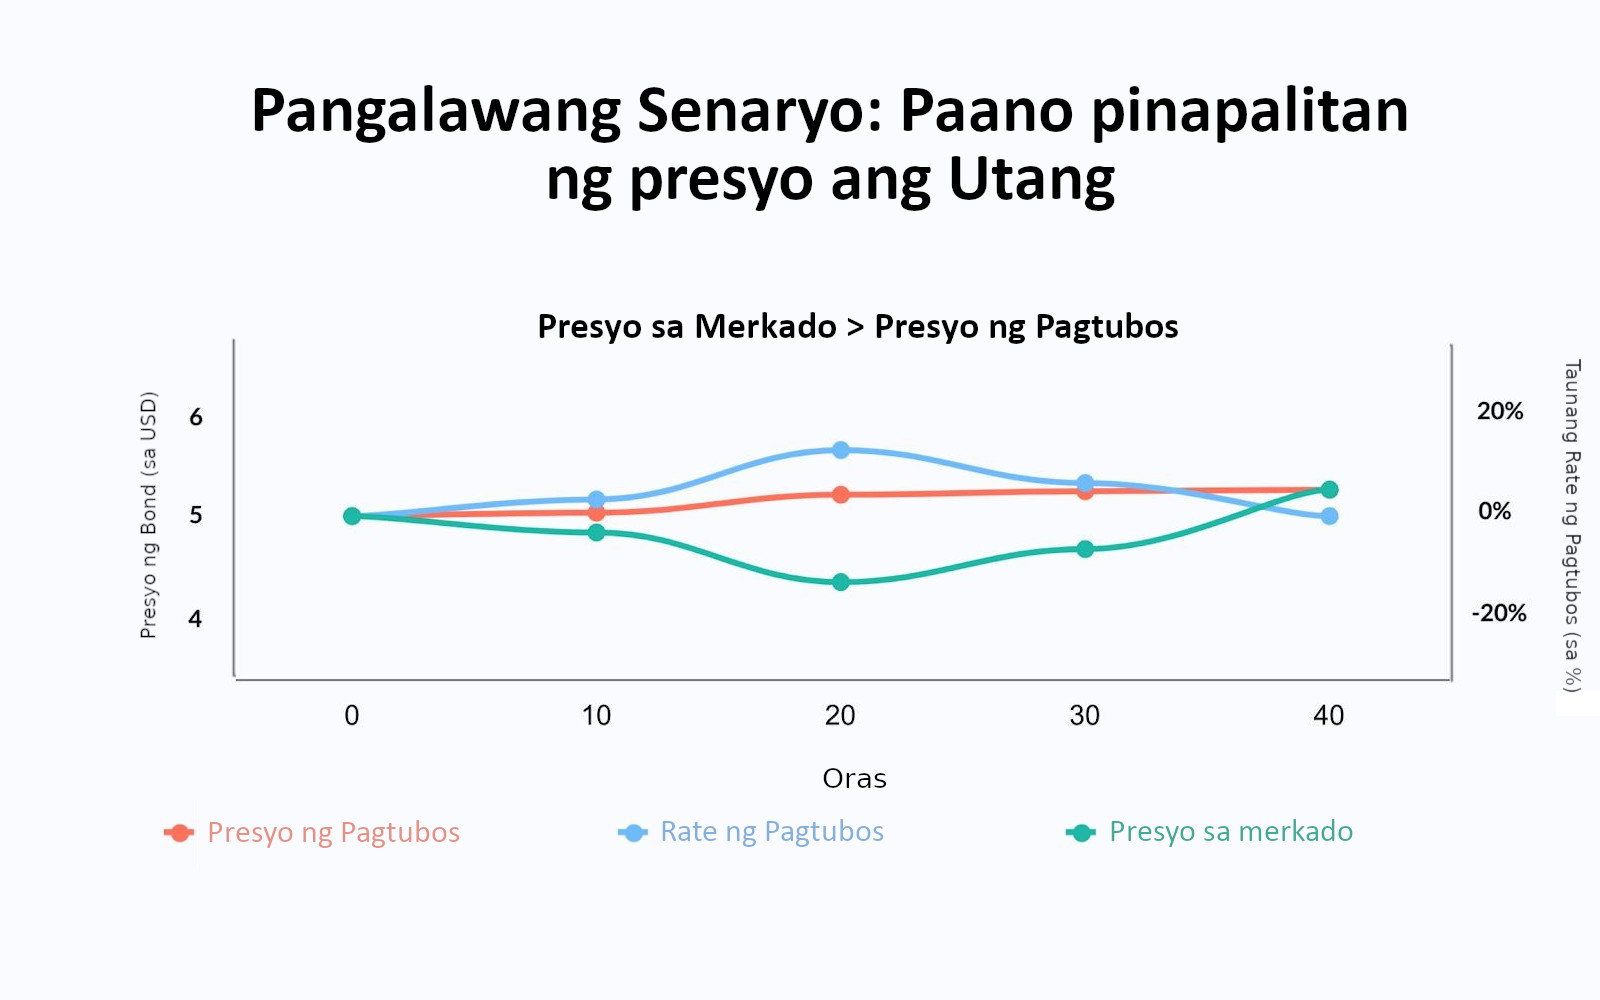 Pangalawang Senaryo: Paano pinapalitan
ng presyo ang Utang
Presyo sa Merkado > Presyo ng Pagtubos
Presyo ng Bond (sa USD)
6
5
4
20%
0%
-20%
Taunang Rate ng Pagtubos (sa %)
0 10 20 30 40
Oras
Presyo ng Pagtubos Rate ng Pagtubos Presyo sa merkado